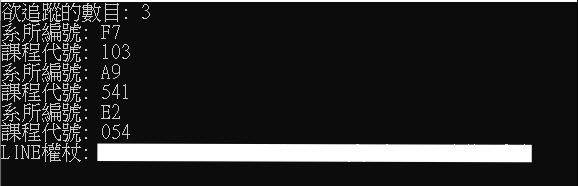 欲追蹤的數目: 3
系所編號: F7
課程代號: 103
系所編號: A9
課程代號: 541
系所編號: E2
課程代號: 054
LINE權杖: